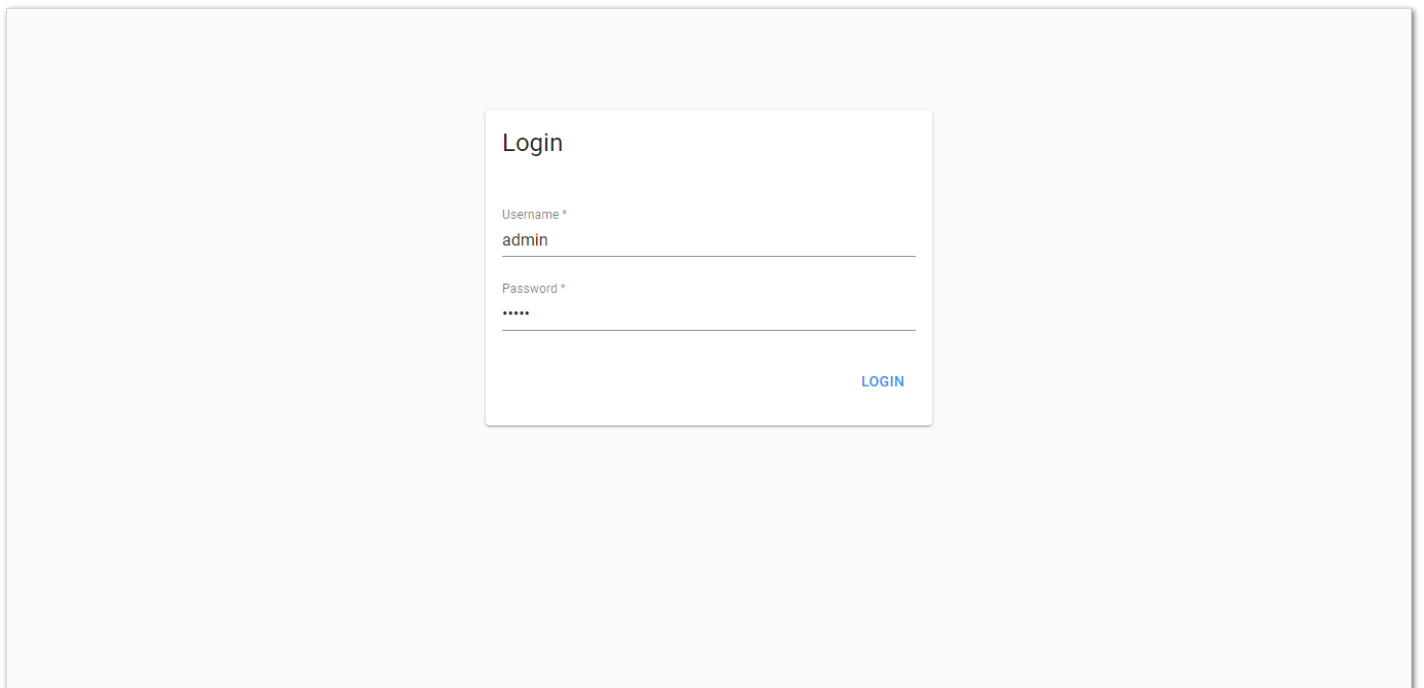 Login
Username *
admin
Password *
•••••
LOGIN